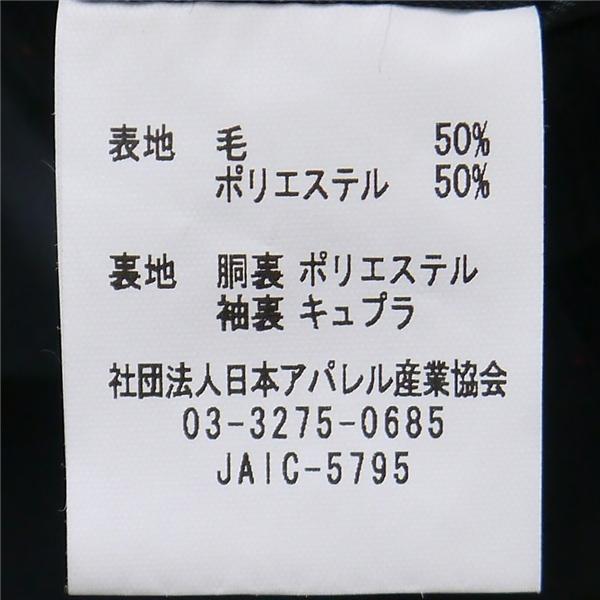 表地 毛 50%
ポリエステル 50%
裏地 胴裏 ポリエステル
袖裏 キュプラ
社団法人日本アパレル産業協会
03-3275-0685
JAIC-5795